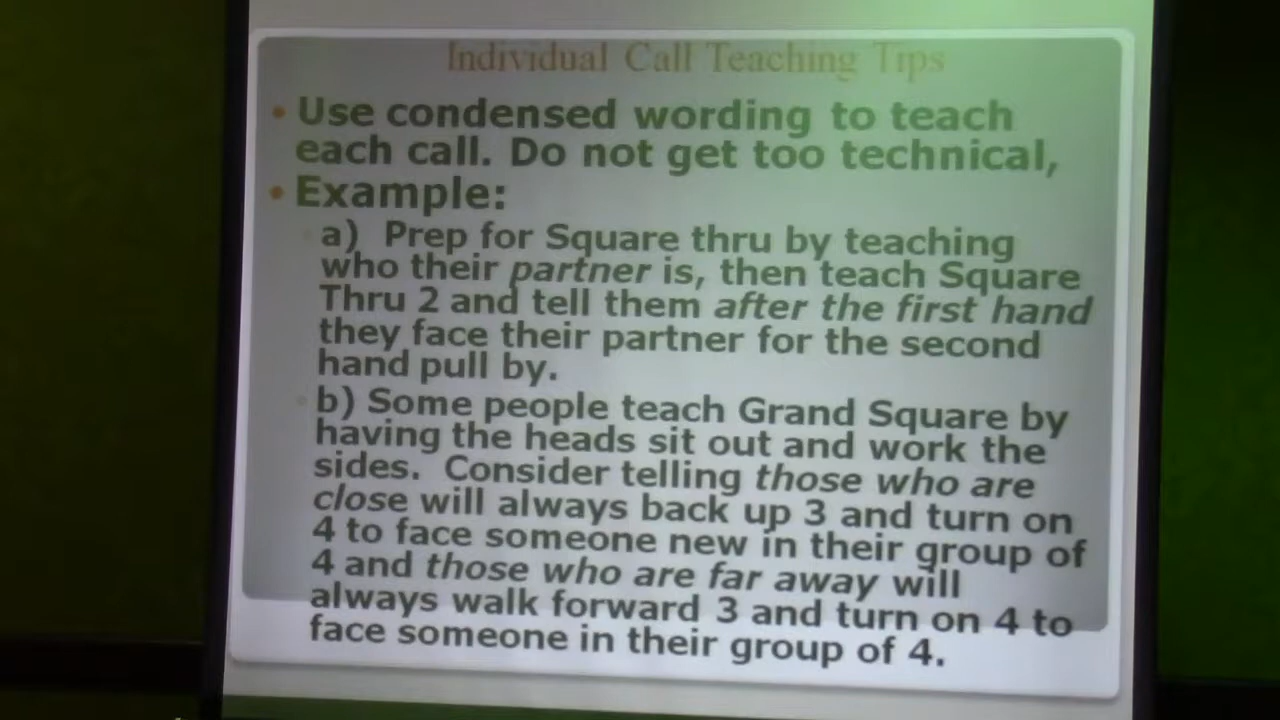 Individual Call Teaching Tips
• Use condensed wording to teach
each call. Do not get too technical,
• Example:
a) Prep for Square thru by teaching
who their partner is, then teach Square
Thru 2 and tell them after the first hand
they face their partner for the second
hand pull by.
b) Some people teach Grand Square by
having the heads sit out and work the
sides. Consider telling those who are
close will always back up 3 and turn on
4 to face someone new in their group of
4 and those who are far away will
always walk forward 3 and turn on 4 to
face someone in their group of 4.